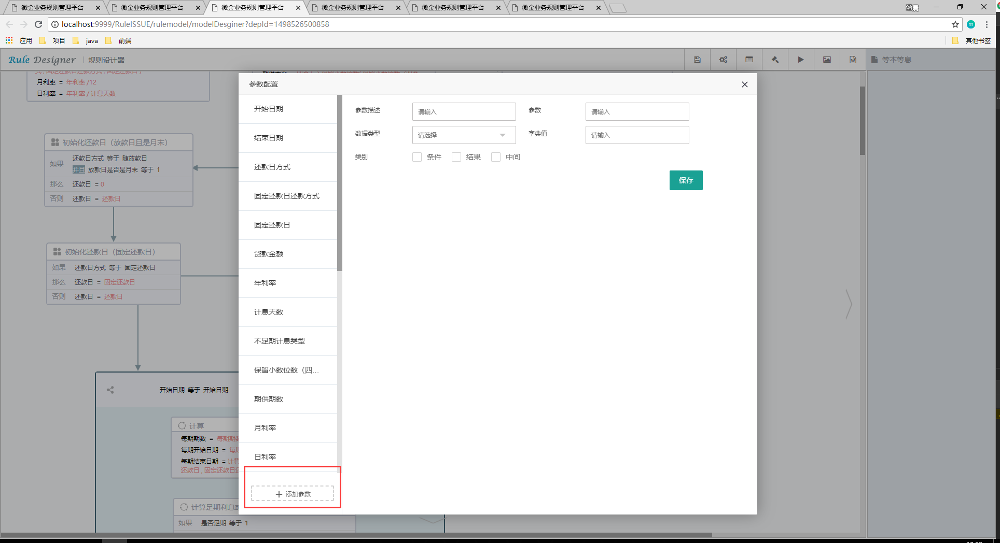 微金业务规则管理平台 微金业务规则管理平台 微金业务规则管理平台 微金业务规则管理平台 微金业务规则管理平台 微金业务规则管理平台 涵晨
localhost:9999/RuleISSUE/rulemodel/modelDesginer?depId=1498526500858
应用 项目 java 前端 其他书签
Rule Designer 规则设计器 等本等息
月利率 = 年利率 /12
日利率 = 年利率 / 计息天数
初始化还款日（放款日且是月末）
如果 还款日方式 等于 随放款日
并且 放款日是否是月末 等于 1
那么 还款日 = 0
否则 还款日 = 还款日
初始化还款日（固定还款日）
如果 还款日方式 等于 固定还款日
那么 还款日 = 固定还款日
否则 还款日 = 还款日
开始日期 等于 开始日期
计算
每期期数 = 每期期数
每期开始日期 = 每期
每期结束日期 = 计算
还款日 , 固定还款日还
计算足期利息或
如果 是否足期 等于 1
参数配置
开始日期
结束日期
还款日方式
固定还款日还款方式
固定还款日
贷款金额
年利率
计息天数
不足期计息类型
保留小数位数（四...
期供期数
月利率
日利率
添加参数
参数描述 请输入 参数 请输入
数据类型 请选择 字典值 请输入
类别 条件 结果 中间
保存